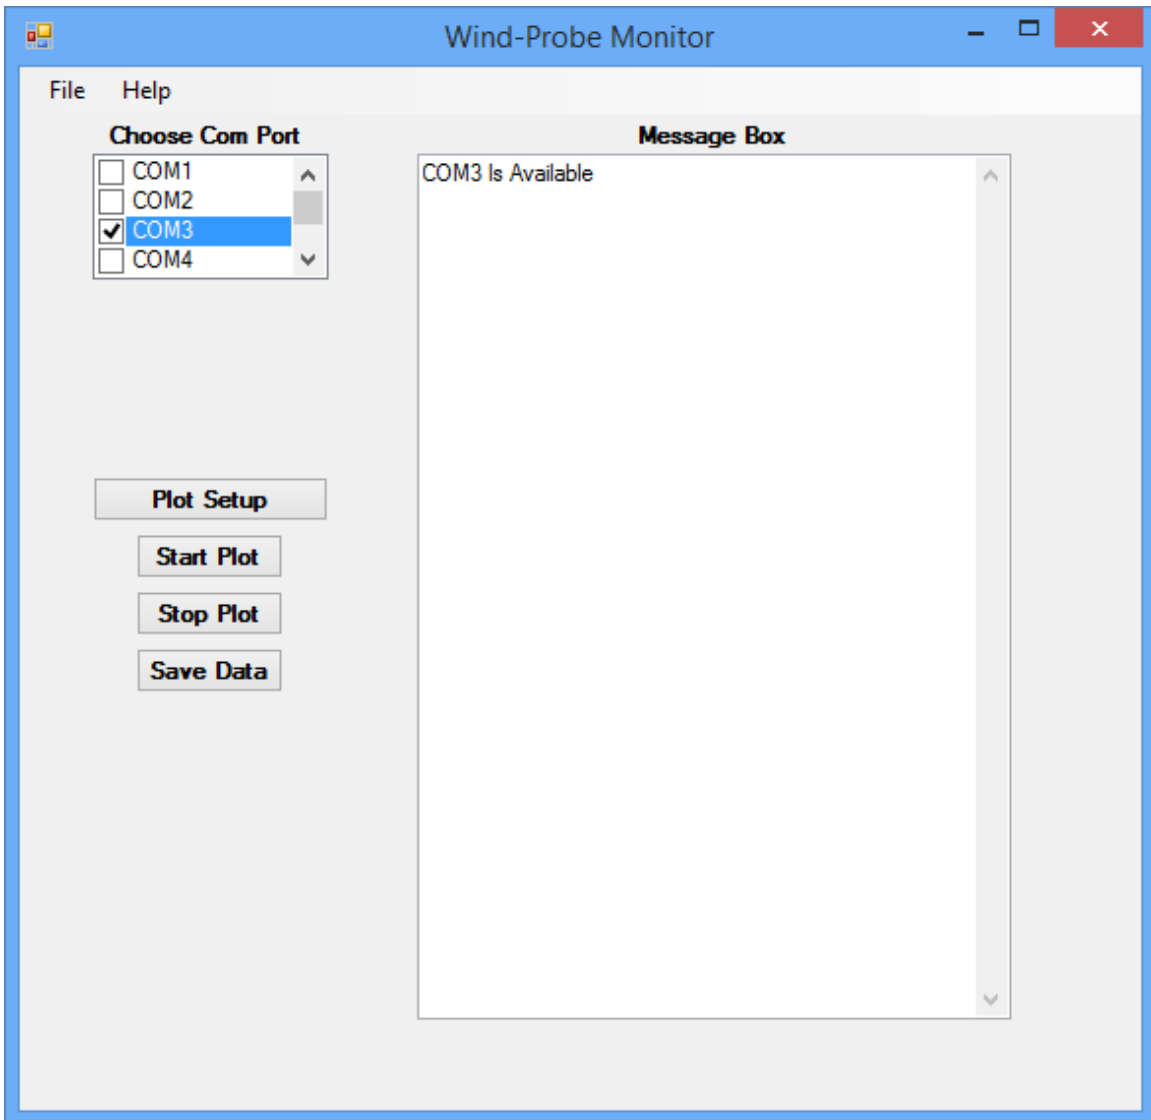 Wind-Probe Monitor
File Help
Choose Com Port
COM1
COM2
COM3
COM4
Message Box
COM3 Is Available
Plot Setup
Start Plot
Stop Plot
Save Data